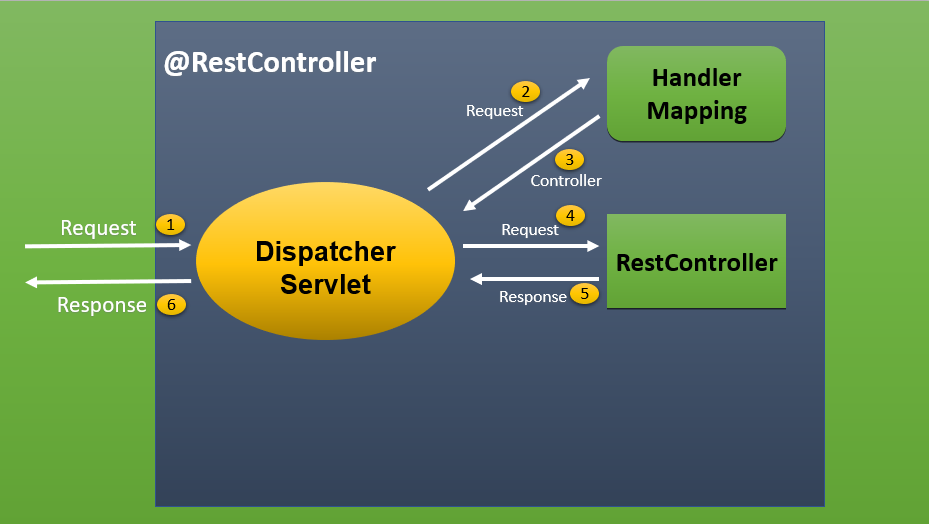 @RestController
Handler
Mapping
2
Request
3
Controller
Request
1
4
Request
Dispatcher
Servlet
RestController
Response
5
Response
6